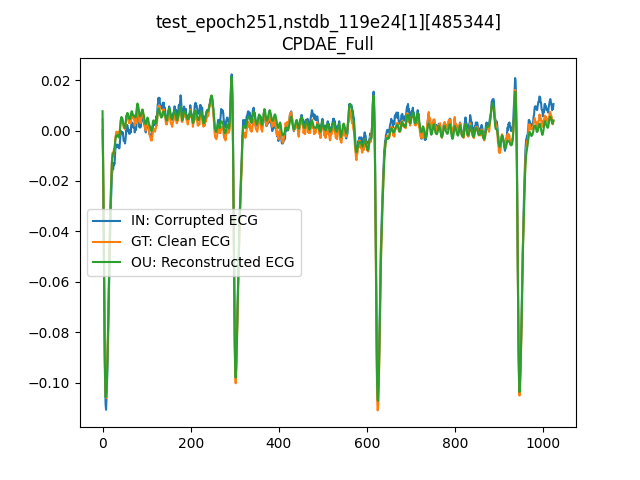 test_epoch251,nstdb_119e24[1][485344]
CPDAE_Full
0.02
0.00
−0.02
−0.04
−0.06
−0.08
−0.10
IN: Corrupted ECG
GT: Clean ECG
OU: Reconstructed ECG
0 200 400 600 800 1000